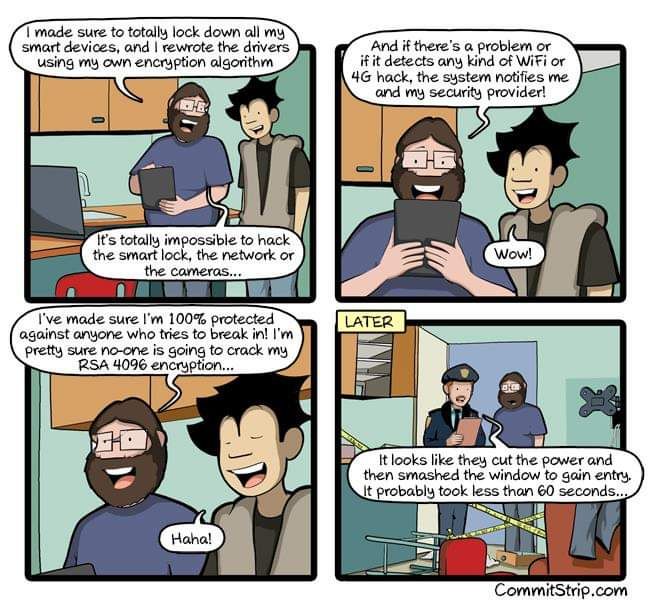 I made sure to totally lock down all my
smart devices, and I rewrote the drivers
using my own encryption algorithm
It's totally impossible to hack
the smart lock, the network or
the cameras...
And if there's a problem or
if it detects any kind of WiFi or
4G hack, the system notifies me
and my security provider!
Wow!
I've made sure I'm 100% protected
against anyone who tries to break in! I'm
pretty sure no-one is going to crack my
RSA 4096 encryption...
Haha!
LATER
It looks like they cut the power and
then smashed the window to gain entry.
It probably took less than 60 seconds...
CommitStrip.com